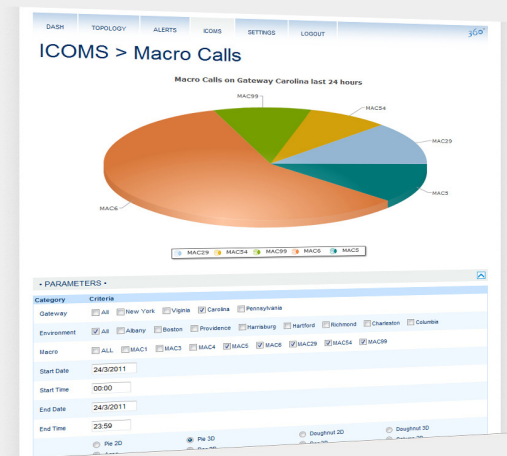 DASH TOPOLOGY ALERTS ICOMS SETTINGS LOGOUT 360°
ICOMS > Macro Calls
Macro Calls on Gateway Carolina last 24 hours
MAC99
MAC54
MAC29
MAC5
MAC6
MAC29 MAC54 MAC99 MAC6 MAC5
• PARAMETERS •
Category Criteria
Gateway All New York Viginia Carolina Pennsylvania
Environment All Albany Boston Providence Harrisburg Hartford Richmond Charleston Columbia
Macro ALL MAC1 MAC3 MAC4 MAC5 MAC6 MAC29 MAC54 MAC99
Start Date 24/3/2011
Start Time 00:00
End Date 24/3/2011
End Time 23:59
Pie 2D Pie 3D Doughnut 2D Doughnut 3D